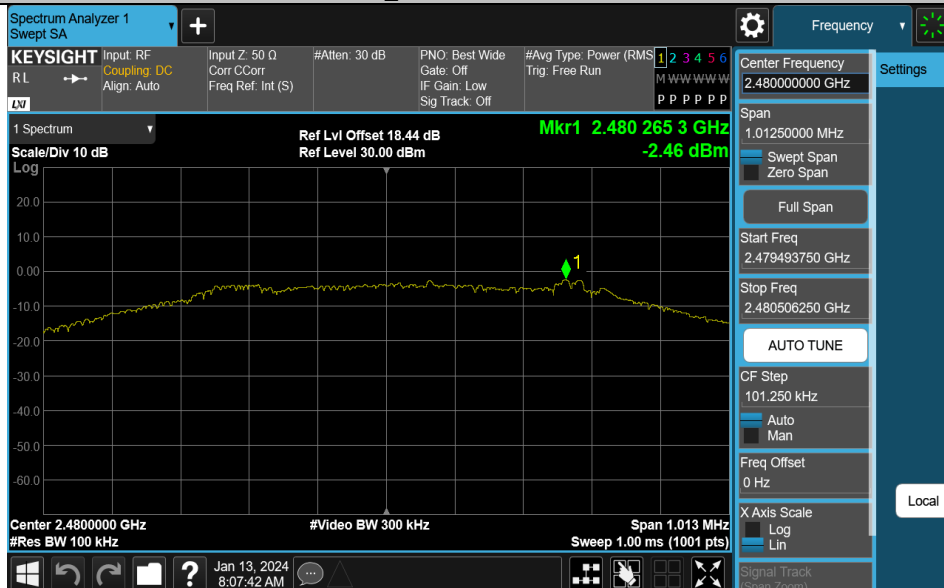 Spectrum Analyzer 1
Swept SA
Frequency
KEYSIGHT
RL
LXI
Input: RF
Coupling: DC
Align: Auto
Input Z: 50 Ω
Corr CCorr
Freq Ref: Int (S)
#Atten: 30 dB
PNO: Best Wide
Gate: Off
IF Gain: Low
Sig Track: Off
#Avg Type: Power (RMS
Trig: Free Run
1 2 3 4 5 6
M W W W W W
P P P P P P
1 Spectrum
Scale/Div 10 dB
Log
Ref Lvl Offset 18.44 dB
Ref Level 30.00 dBm
Mkr1 2.480 265 3 GHz
-2.46 dBm
1
20.0
10.0
0.00
-10.0
-20.0
-30.0
-40.0
-50.0
-60.0
Center 2.4800000 GHz
#Res BW 100 kHz
#Video BW 300 kHz
Span 1.013 MHz
Sweep 1.00 ms (1001 pts)
Jan 13, 2024
8:07:42 AM
Center Frequency
2.480000000 GHz
Span
1.01250000 MHz
Swept Span
Zero Span
Full Span
Start Freq
2.479493750 GHz
Stop Freq
2.480506250 GHz
AUTO TUNE
CF Step
101.250 kHz
Auto
Man
Freq Offset
0 Hz
X Axis Scale
Log
Lin
Signal Track
(Span Zoom)
Settings
Local